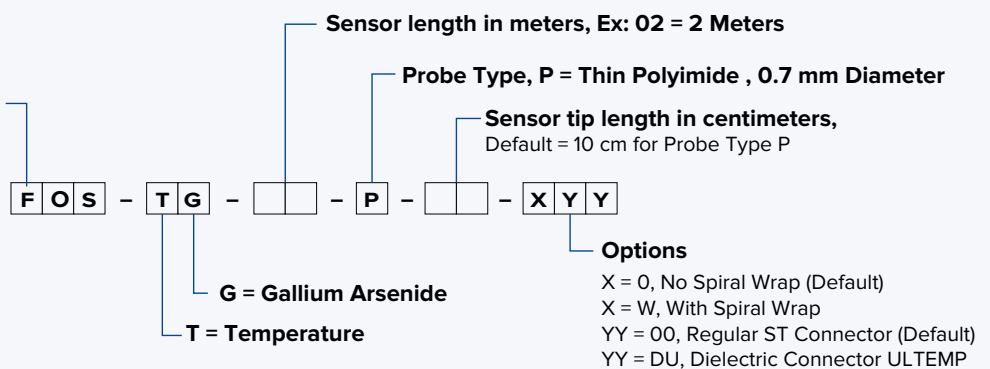 Sensor length in meters, Ex: 02 = 2 Meters
Probe Type, P = Thin Polyimide , 0.7 mm Diameter
Sensor tip length in centimeters,
Default = 10 cm for Probe Type P
F O S – T G – – P – – X Y Y
Options
X = 0, No Spiral Wrap (Default)
G = Gallium Arsenide
X = W, With Spiral Wrap
T = Temperature
YY = 00, Regular ST Connector (Default)
YY = DU, Dielectric Connector ULTEMP